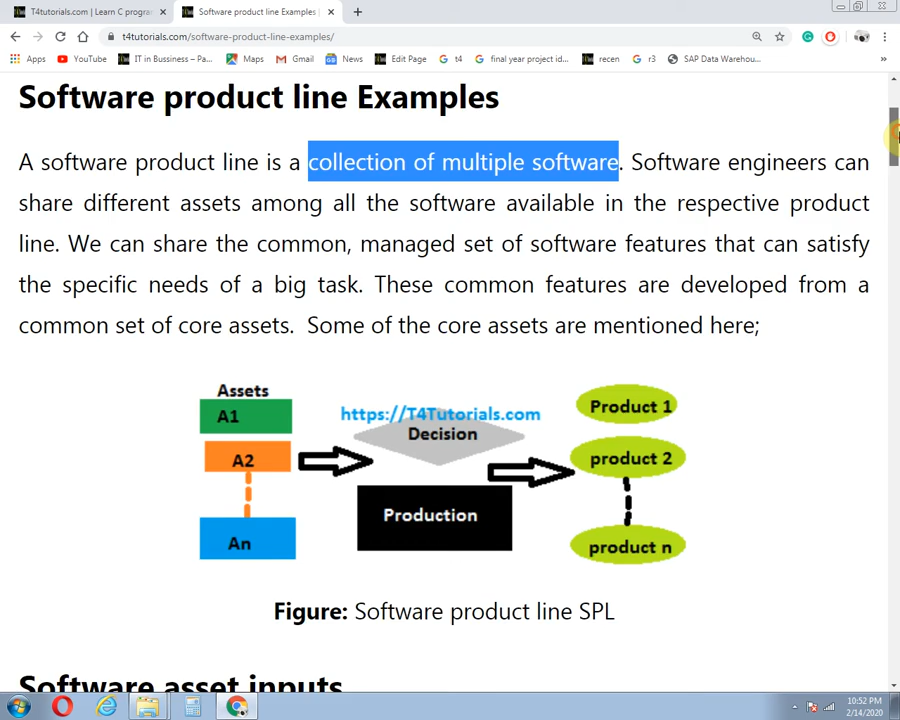 T4tutorials.com | Learn C progra
Software product line Examples |
t4tutorials.com/software-product-line-examples/
Apps
YouTube
IT in Bussiness – Pa...
Maps
Gmail
News
Edit Page
t4
final year project id...
recen
r3
SAP Data Warehou...
Software product line Examples
A software product line is a collection of multiple software. Software engineers can
share different assets among all the software available in the respective product
line. We can share the common, managed set of software features that can satisfy
the specific needs of a big task. These common features are developed from a
common set of core assets. Some of the core assets are mentioned here;
Assets
A1
A2
An
https://T4Tutorials.com
Decision
Production
Product 1
product 2
product n
Figure: Software product line SPL
Software asset inputs
10:52 PM
2/14/2020